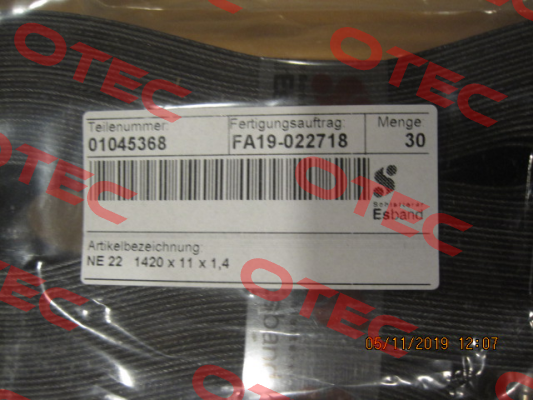 OTEC
Teilenummer: Fertigungsauftrag: Menge
01045368 FA19-022718 30
Schlatterer
Esband
Artikelbezeichnung:
NE 22 1420 x 11 x 1,4
05/11/2019 12:07